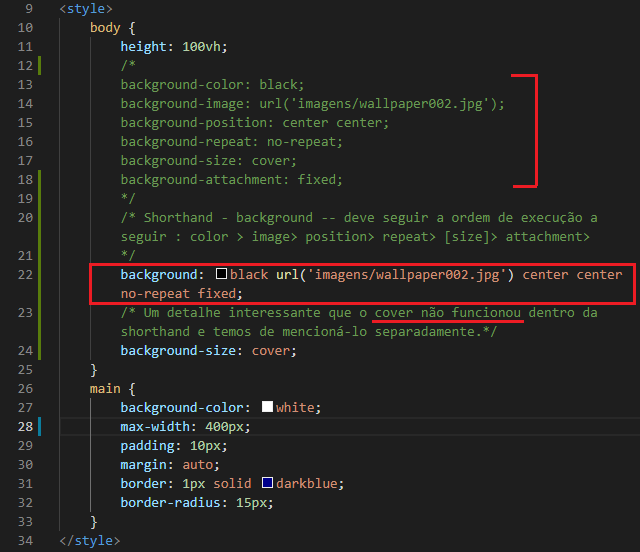 9 <style>
10 body {
11 height: 100vh;
12 /*
13 background-color: black;
14 background-image: url('imagens/wallpaper002.jpg');
15 background-position: center center;
16 background-repeat: no-repeat;
17 background-size: cover;
18 background-attachment: fixed;
19 */
20 /* Shorthand - background -- deve seguir a ordem de execução a
seguir : color > image> position> repeat> [size]> attachment>
21 */
22 background: black url('imagens/wallpaper002.jpg') center center
no-repeat fixed;
23 /* Um detalhe interessante que o cover não funcionou dentro da
shorthand e temos de mencioná-lo separadamente.*/
24 background-size: cover;
25 }
26 main {
27 background-color: white;
28 max-width: 400px;
29 padding: 10px;
30 margin: auto;
31 border: 1px solid darkblue;
32 border-radius: 15px;
33 }
34 </style>